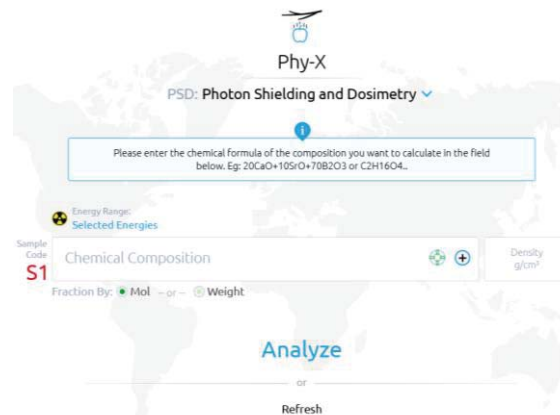 Phy-X
PSD: Photon Shielding and Dosimetry
i
Please enter the chemical formula of the composition you want to calculate in the field
below. Eg: 20CaO+10SrO+70B2O3 or C2H16O4..
Energy Range:
Selected Energies
Sample
Code
S1
Chemical Composition
Density
g/cm³
Fraction By: Mol - or - Weight
Analyze
or
Refresh